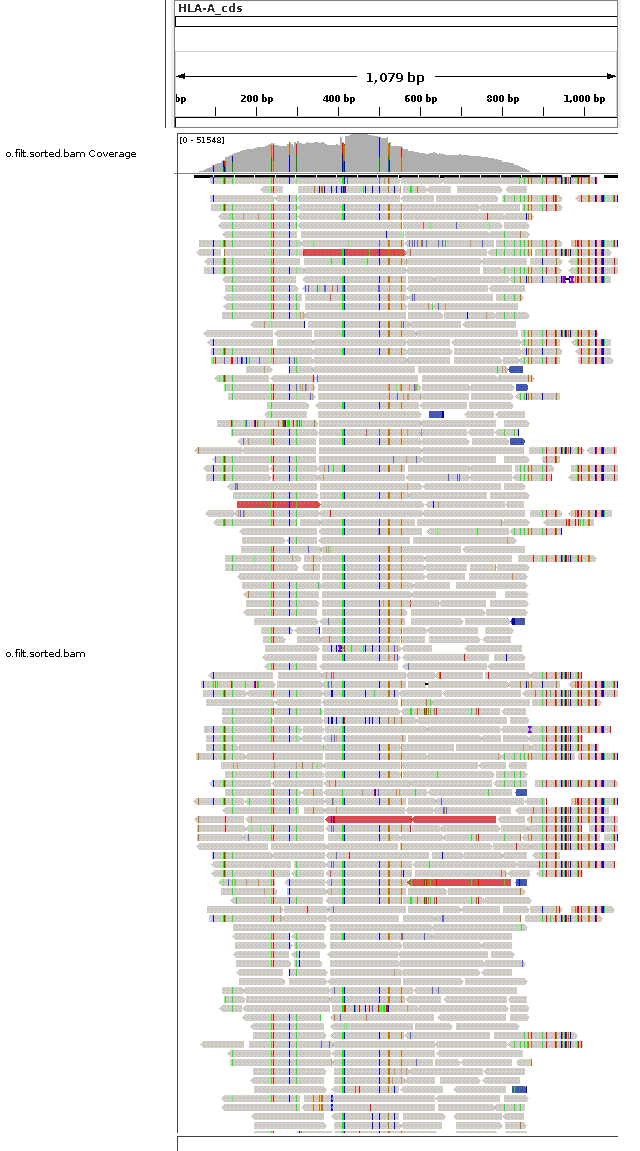 HLA-A_cds
1,079 bp
bp 200 bp 400 bp 600 bp 800 bp 1,000 bp
[0 - 51548]
o.filt.sorted.bam Coverage
o.filt.sorted.bam